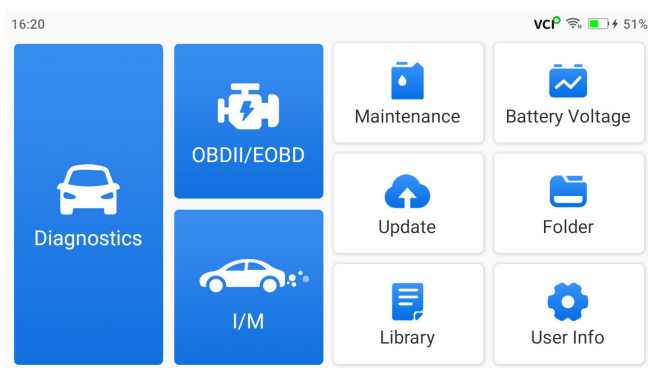 16:20
VCI 51%
Diagnostics
OBDII/EOBD
I/M
Maintenance
Battery Voltage
Update
Folder
Library
User Info